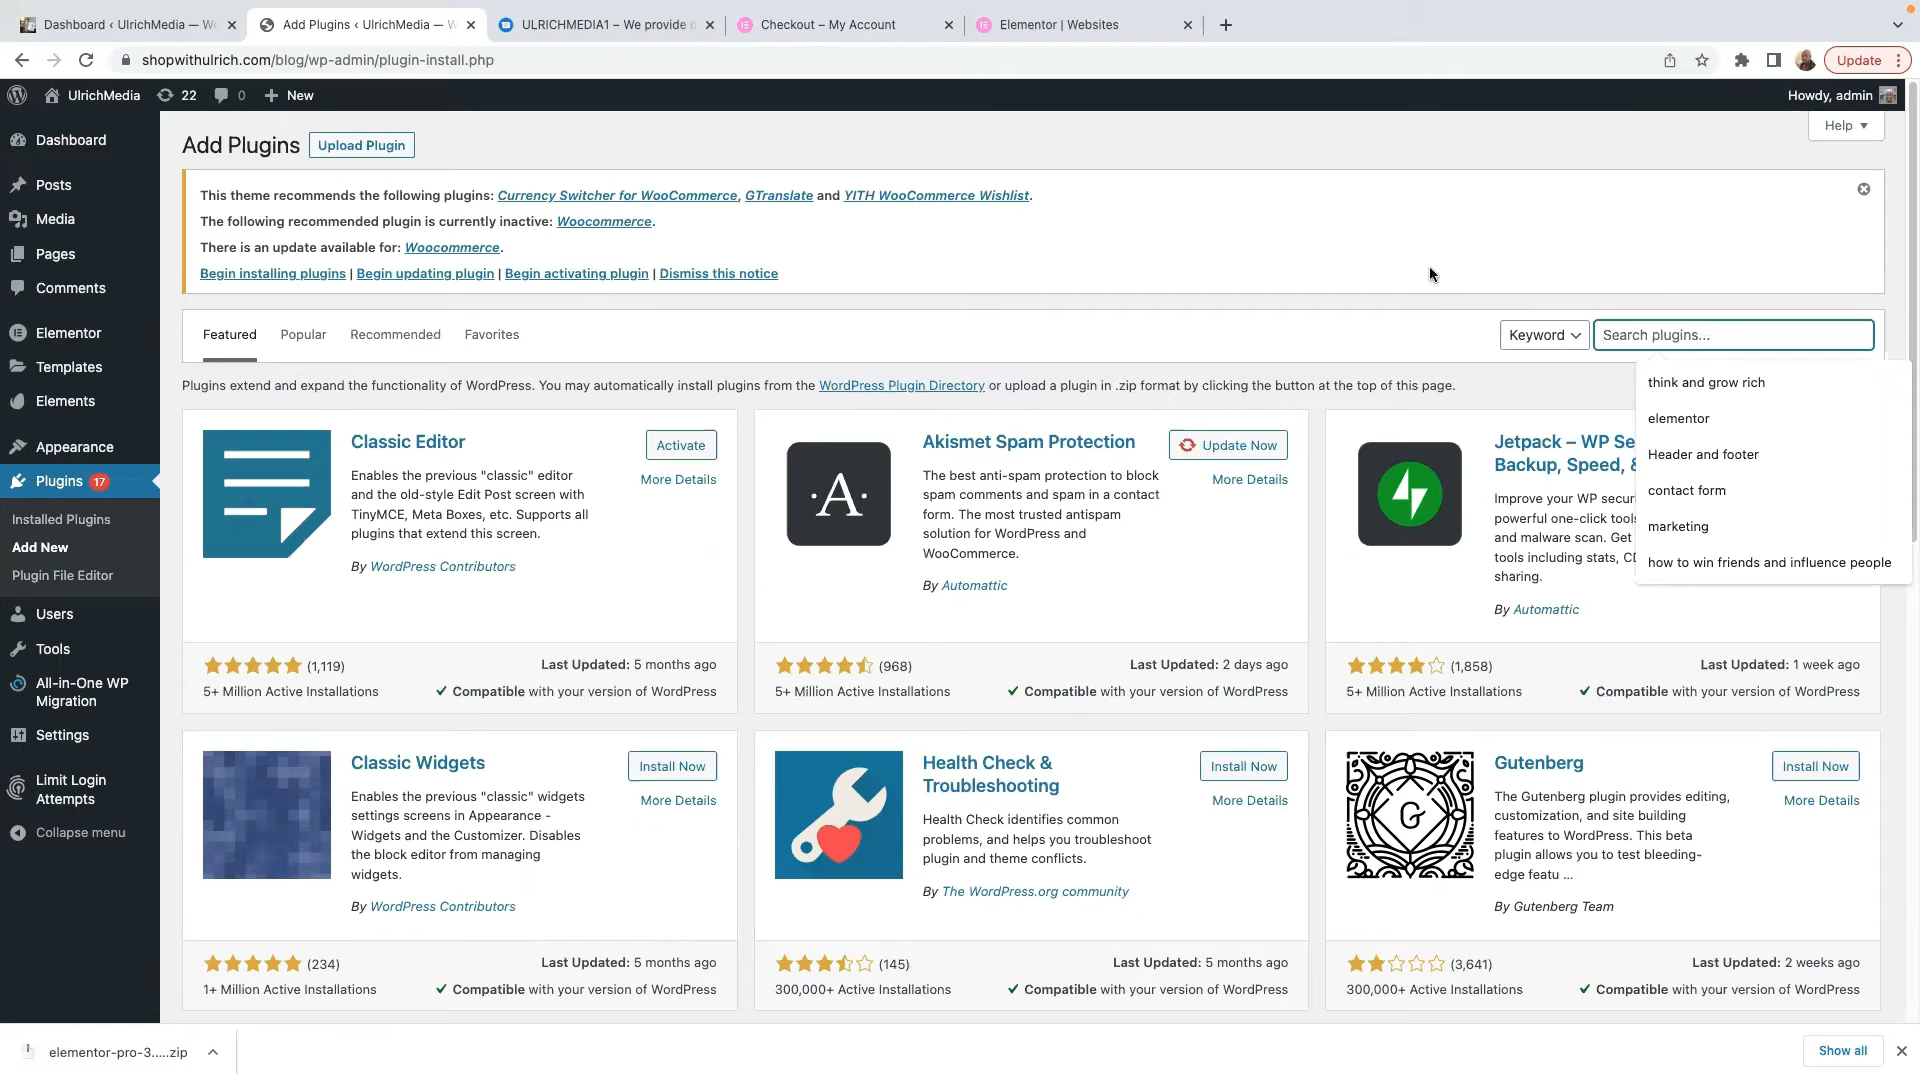 Dashboard ‹ UlrichMedia — We
Add Plugins ‹ UlrichMedia — W
ULRICHMEDIA1 – We provide d
Checkout – My Account
Elementor | Websites
shopwithulrich.com/blog/wp-admin/plugin-install.php
Update
UlrichMedia
22
0
New
Howdy, admin
Dashboard
Posts
Media
Pages
Comments
Elementor
Templates
Elements
Appearance
Plugins 17
Installed Plugins
Add New
Plugin File Editor
Users
Tools
All-in-One WP
Migration
Settings
Limit Login
Attempts
Collapse menu
Help
Add Plugins
Upload Plugin
This theme recommends the following plugins: Currency Switcher for WooCommerce, GTranslate and YITH WooCommerce Wishlist.
The following recommended plugin is currently inactive: Woocommerce.
There is an update available for: Woocommerce.
Begin installing plugins | Begin updating plugin | Begin activating plugin | Dismiss this notice
Featured
Popular
Recommended
Favorites
Keyword
Search plugins...
think and grow rich
elementor
Header and footer
contact form
marketing
how to win friends and influence people
Plugins extend and expand the functionality of WordPress. You may automatically install plugins from the WordPress Plugin Directory or upload a plugin in .zip format by clicking the button at the top of this page.
Classic Editor
Activate
More Details
Enables the previous "classic" editor
and the old-style Edit Post screen with
TinyMCE, Meta Boxes, etc. Supports all
plugins that extend this screen.
By WordPress Contributors
(1,119)
5+ Million Active Installations
Last Updated: 5 months ago
Compatible with your version of WordPress
A
Akismet Spam Protection
Update Now
More Details
The best anti-spam protection to block
spam comments and spam in a contact
form. The most trusted antispam
solution for WordPress and
WooCommerce.
By Automattic
(968)
5+ Million Active Installations
Last Updated: 2 days ago
Compatible with your version of WordPress
Jetpack – WP Se
Backup, Speed, &
Improve your WP secur
powerful one-click tools
and malware scan. Get
tools including stats, CD
sharing.
By Automattic
(1,858)
5+ Million Active Installations
Last Updated: 1 week ago
Compatible with your version of WordPress
Classic Widgets
Install Now
More Details
Enables the previous "classic" widgets
settings screens in Appearance -
Widgets and the Customizer. Disables
the block editor from managing
widgets.
By WordPress Contributors
(234)
1+ Million Active Installations
Last Updated: 5 months ago
Compatible with your version of WordPress
Health Check &
Troubleshooting
Install Now
More Details
Health Check identifies common
problems, and helps you troubleshoot
plugin and theme conflicts.
By The WordPress.org community
(145)
300,000+ Active Installations
Last Updated: 5 months ago
Compatible with your version of WordPress
G
Gutenberg
Install Now
More Details
The Gutenberg plugin provides editing,
customization, and site building
features to WordPress. This beta
plugin allows you to test bleeding-
edge featu ...
By Gutenberg Team
(3,641)
300,000+ Active Installations
Last Updated: 2 weeks ago
Compatible with your version of WordPress
elementor-pro-3.....zip
Show all